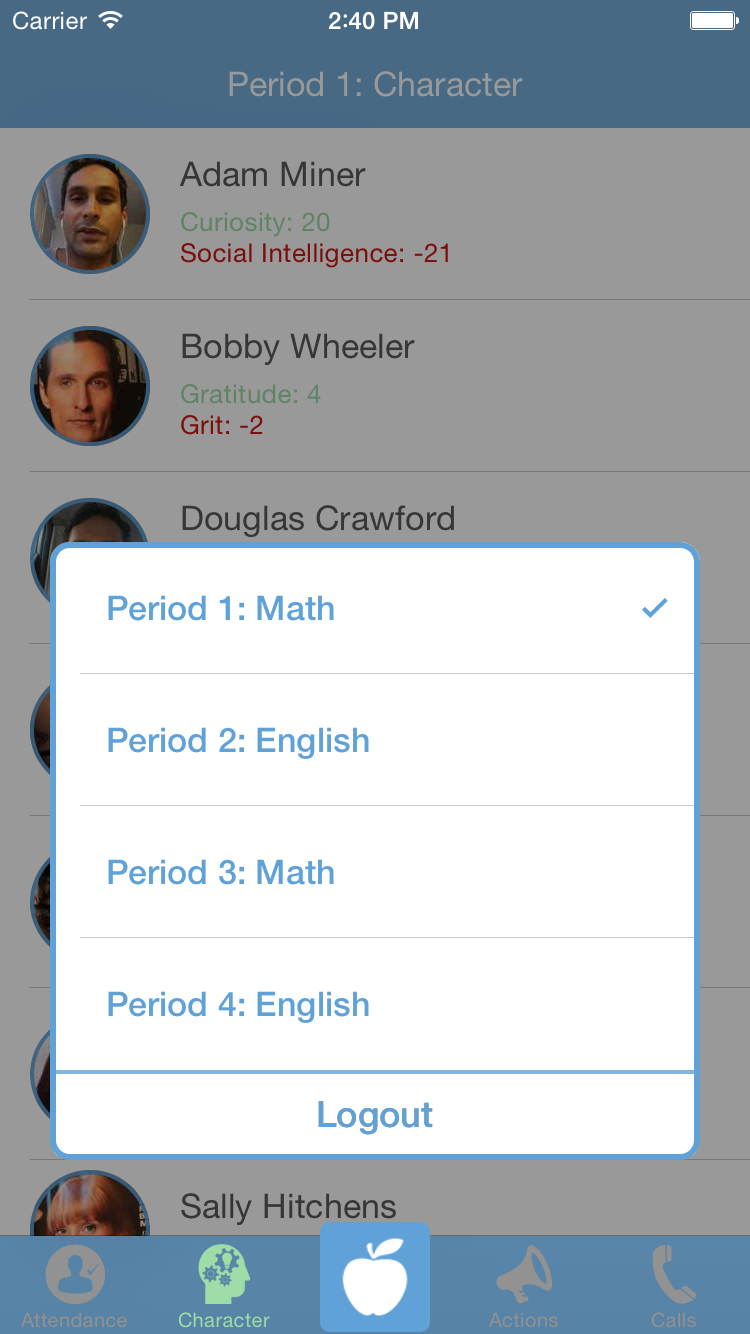 Carrier 2:40 PM
Period 1: Character
Adam Miner
Curiosity: 20
Social Intelligence: -21
Bobby Wheeler
Gratitude: 4
Grit: -2
Douglas Crawford
Period 1: Math
Period 2: English
Period 3: Math
Period 4: English
Logout
Sally Hitchens
Attendance Character Actions Calls